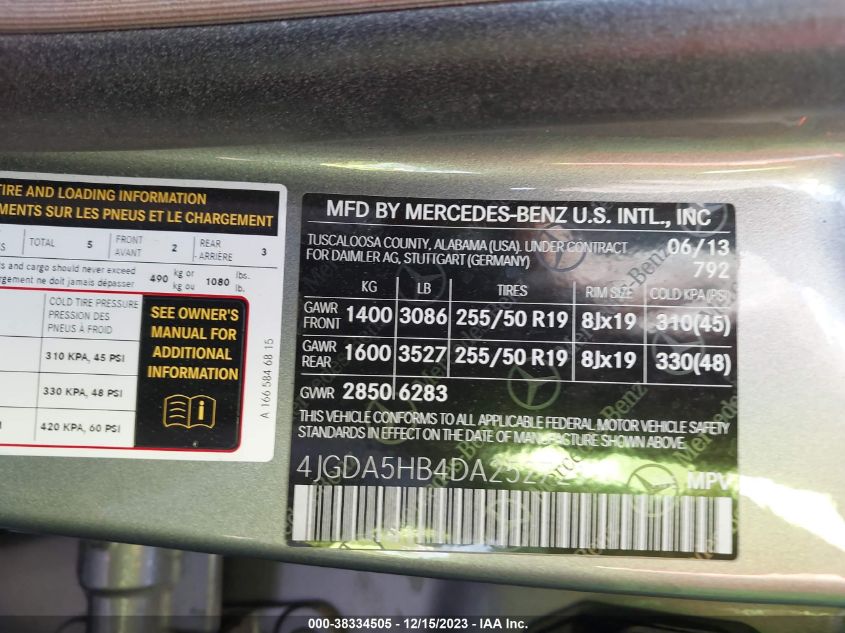 TIRE AND LOADING INFORMATION
MENTS SUR LES PNEUS ET LE CHARGEMENT
TOTAL 5 FRONT AVANT 2 REAR ARRIÈRE 3
and cargo should never exceed
ne doit jamais dépasser 490 kg or kg ou 1080 lbs. lb.
COLD TIRE PRESSURE
PRESSION DES
PNEUS À FROID
310 KPA, 45 PSI
330 KPA, 48 PSI
420 KPA, 60 PSI
SEE OWNER'S
MANUAL FOR
ADDITIONAL
INFORMATION
A 166 584 68 15
MFD BY MERCEDES-BENZ U.S. INTL., INC
TUSCALOOSA COUNTY, ALABAMA (USA). UNDER CONTRACT 06/13
FOR DAIMLER AG, STUTTGART (GERMANY) 792
KG LB TIRES RIM SIZE COLD KPA (PSI)
GAWR FRONT 1400 3086 255/50 R19 8Jx19 310(45)
GAWR REAR 1600 3527 255/50 R19 8Jx19 330(48)
GVWR 2850 6283
THIS VEHICLE CONFORMS TO ALL APPLICABLE FEDERAL MOTOR VEHICLE SAFETY
STANDARDS IN EFFECT ON THE DATE OF MANUFACTURE SHOWN ABOVE.
MPV
000-38334505 - 12/15/2023 - IAA Inc.